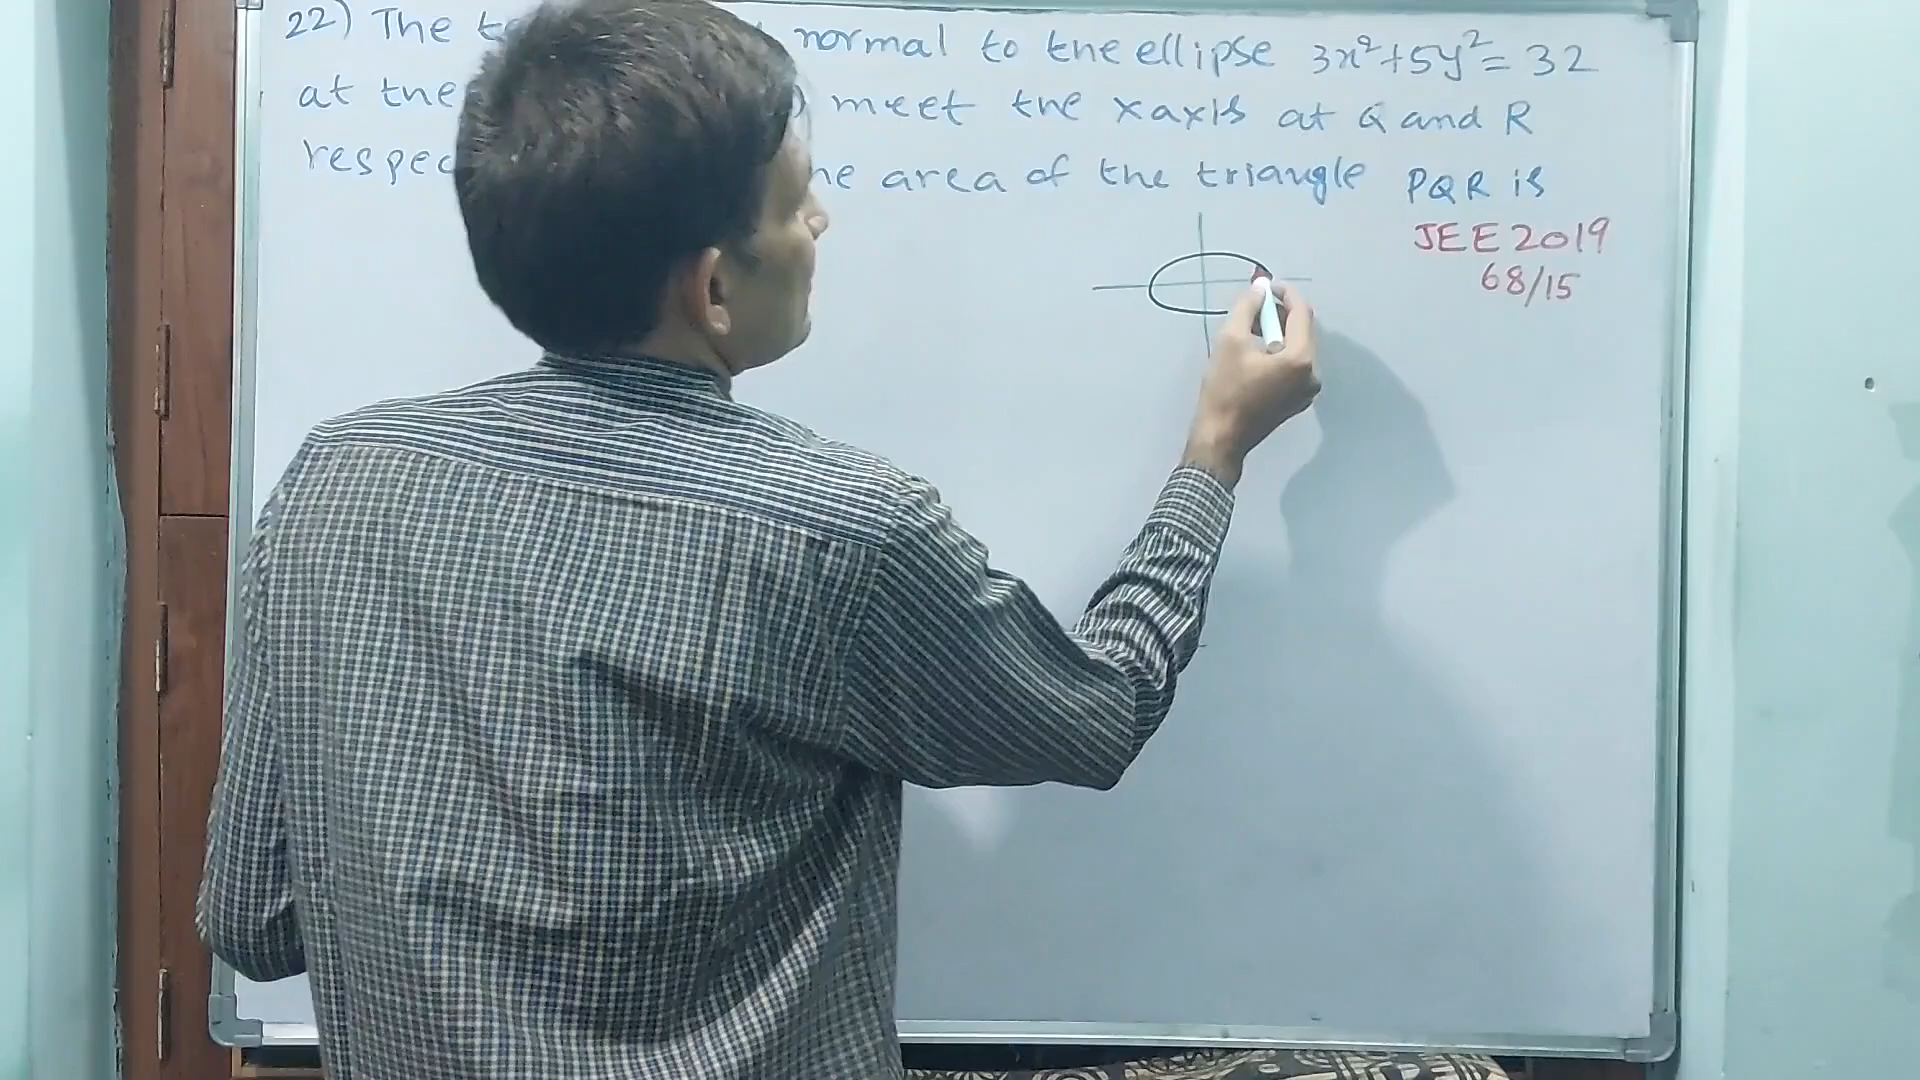 22) The normal to the ellipse 3x²+5y²= 32
at the ) meet the x axis at Q and R
respec he area of the triangle PQR is
JEE 2019
68/15